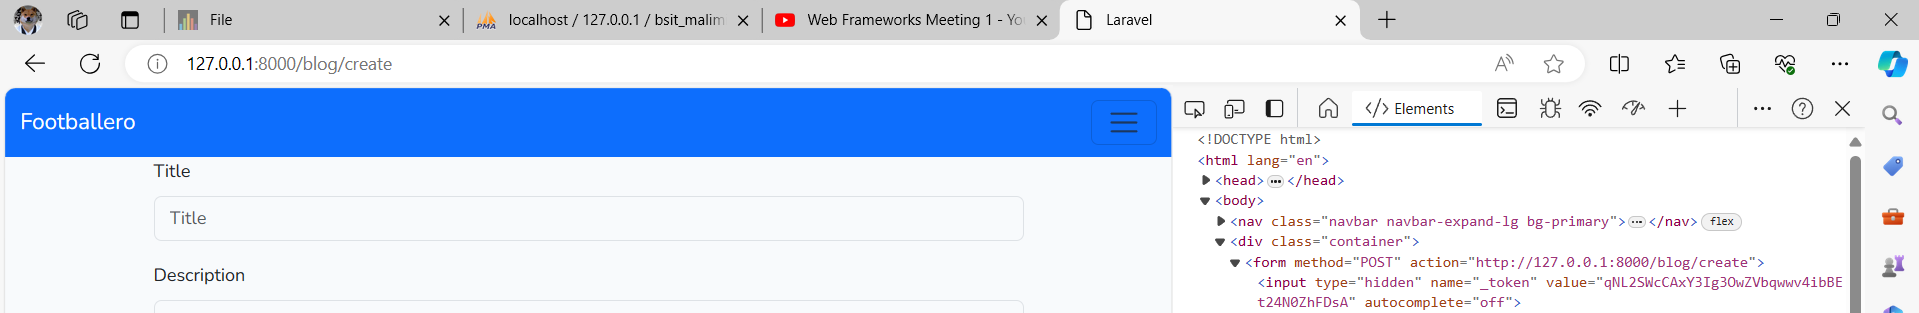 File
localhost / 127.0.0.1 / bsit_malim
Web Frameworks Meeting 1 - Yo
Laravel
127.0.0.1:8000/blog/create
Footballero
Elements
Title
Title
Description
<!DOCTYPE html>
<html lang="en">
<head> ••• </head>
<body>
<nav class="navbar navbar-expand-lg bg-primary"> ••• </nav> flex
<div class="container">
<form method="POST" action="http://127.0.0.1:8000/blog/create">
<input type="hidden" name="_token" value="qNL2SWcCAxY3Ig3OwZVbqwwv4ibBE
t24N0ZhFDsA" autocomplete="off">